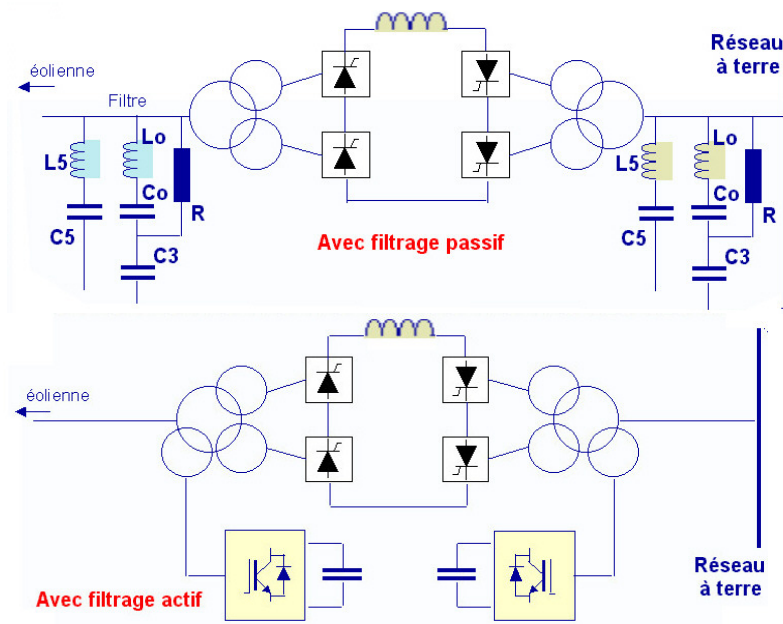 Réseau
à terre
éolienne
Filtre
L5
Lo
Co
R
C5
C3
L5
Lo
Co
R
C5
C3
Avec filtrage passif
éolienne
Réseau
à terre
Avec filtrage actif